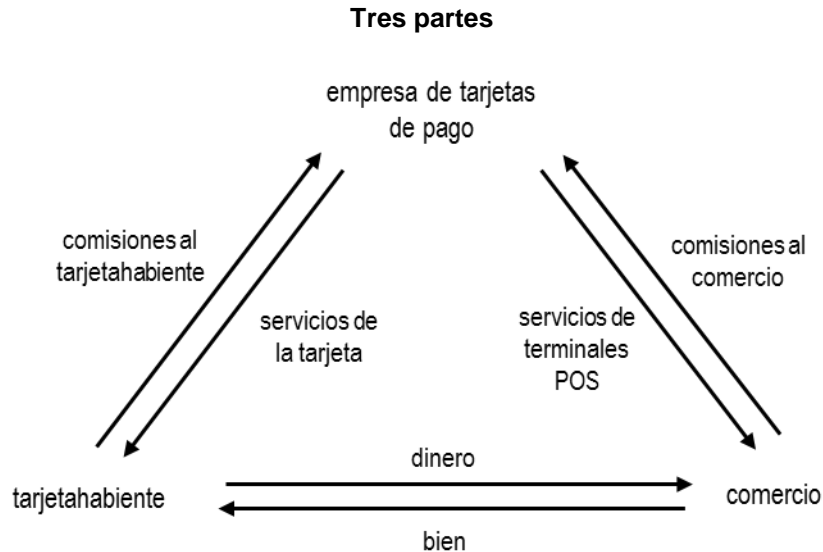 Tres partes
empresa de tarjetas
de pago
comisiones al
tarjetahabiente
comisiones al
comercio
servicios de
la tarjeta
servicios de
terminales
POS
dinero
tarjetahabiente
comercio
bien